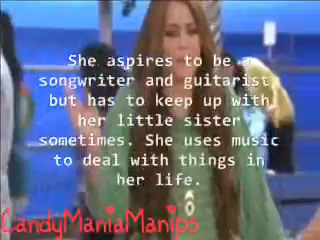 She aspires to be a
songwriter and guitarist,
but has to keep up with
her little sister
sometimes. She uses music
to deal with things in
her life.
CandyManiaManips